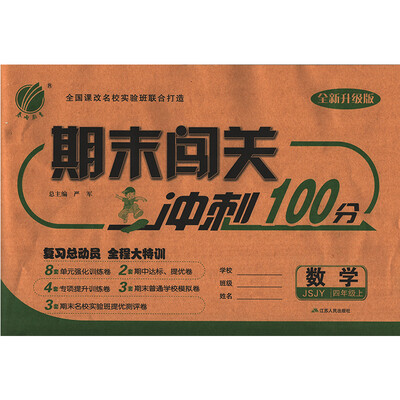 春雨教育
R
全国课改名校实验班联合打造
全新升级版
期末闯关
总主编/严 军
冲刺100分
复习总动员 全程大特训
8套单元强化训练卷 2套期中达标、提优卷
4套专项提升训练卷 3套期末普通学校模拟卷
3套期末名校实验班提优测评卷
学校
班级
姓名
数学
JSJY 四年级上
江苏人民出版社